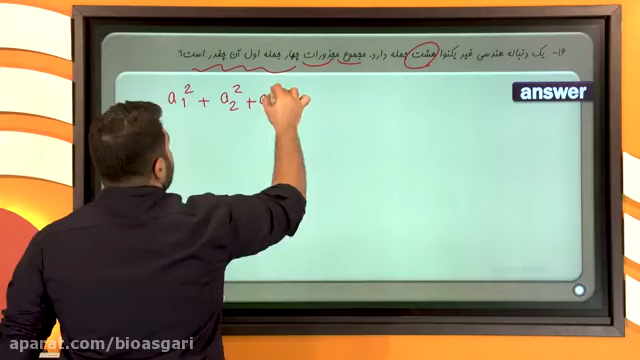 ۱۶- یک دنباله هندسی غیر یکنوا هشت جمله دارد. مجموع مجذورات چهار جمله اول آن چقدر است؟
answer
a₁² + a₂² + a
aparat.com/bioasgari